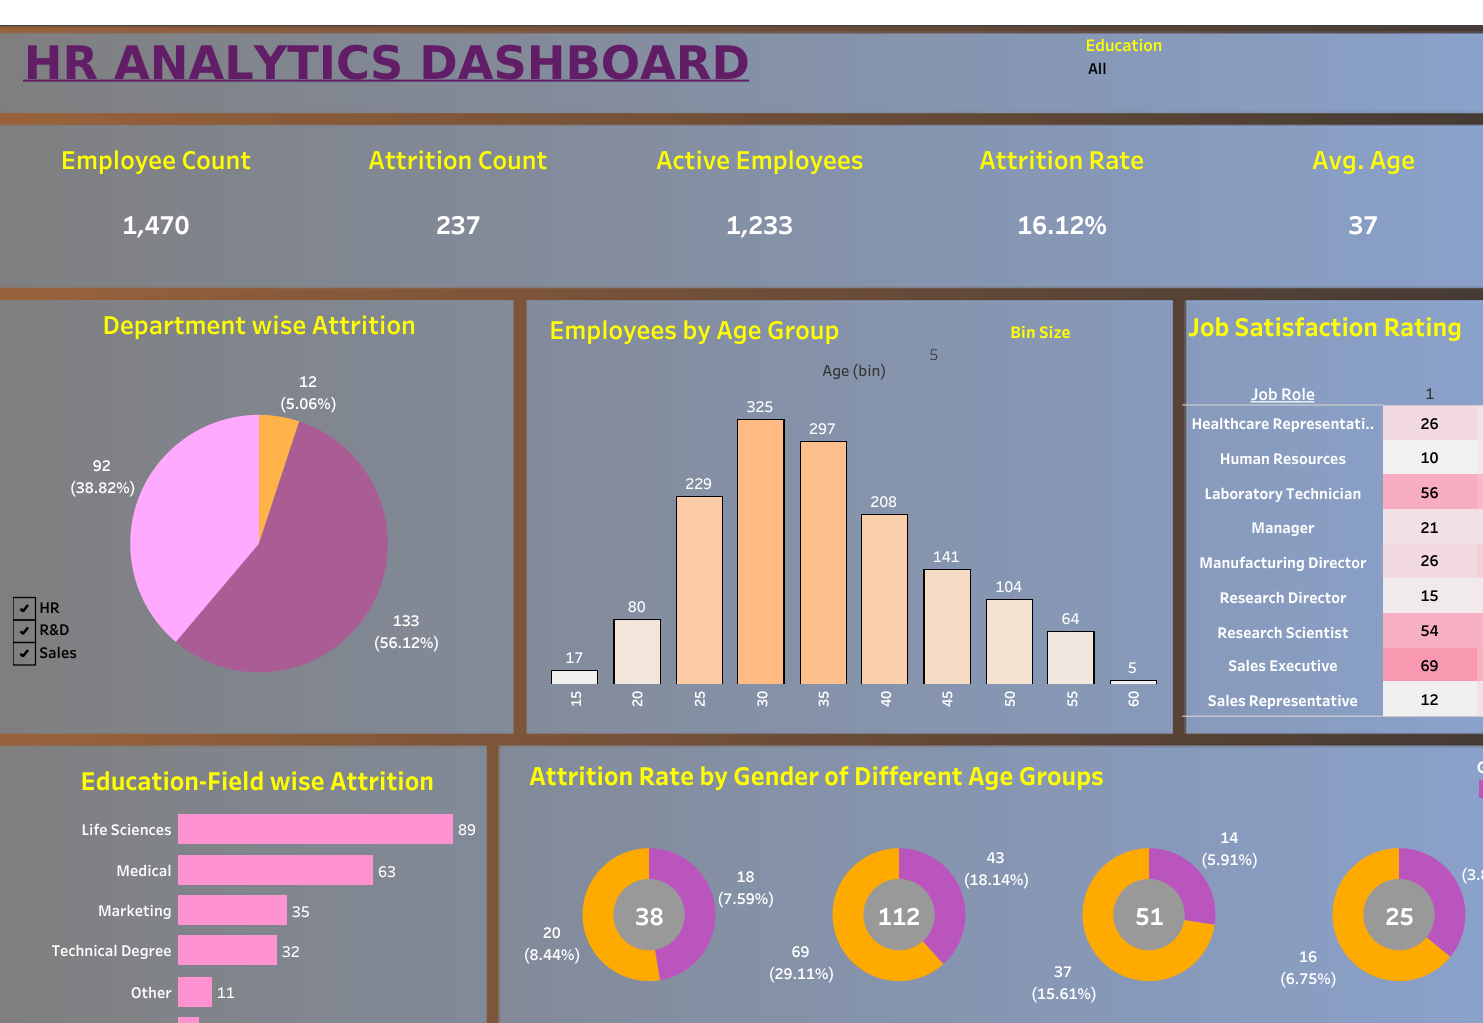 HR ANALYTICS DASHBOARD
Education
All
Employee Count
Attrition Count
Active Employees
Attrition Rate
Avg. Age
1,470
237
1,233
16.12%
37
Department wise Attrition
12
(5.06%)
92
(38.82%)
133
(56.12%)
HR
R&D
Sales
Employees by Age Group
Bin Size
5
Age (bin)
17
80
229
325
297
208
141
104
64
5
15
20
25
30
35
40
45
50
55
60
Job Satisfaction Rating
Job Role 1
Healthcare Representati.. 26
Human Resources 10
Laboratory Technician 56
Manager 21
Manufacturing Director 26
Research Director 15
Research Scientist 54
Sales Executive 69
Sales Representative 12
Education-Field wise Attrition
Life Sciences 89
Medical 63
Marketing 35
Technical Degree 32
Other 11
Attrition Rate by Gender of Different Age Groups
18
(7.59%)
38
20
(8.44%)
43
(18.14%)
112
69
(29.11%)
14
(5.91%)
51
37
(15.61%)
25
16
(6.75%)